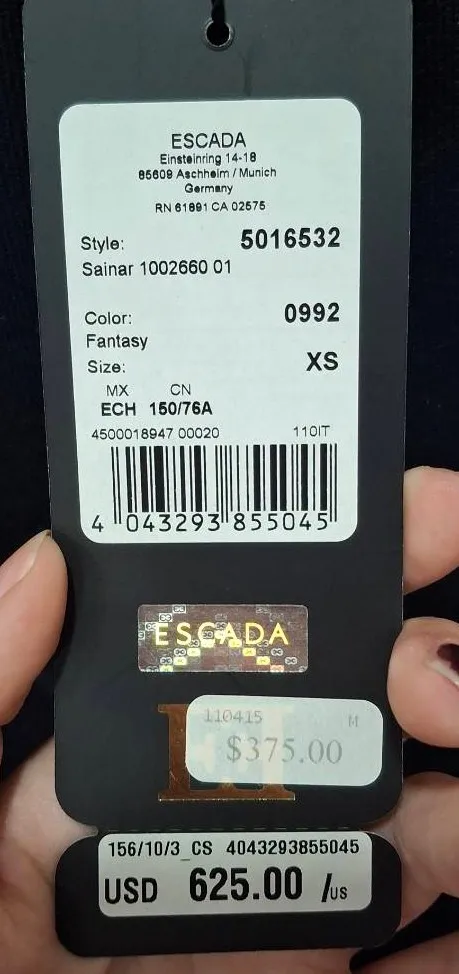 ESCADA
Einsteinring 14-18
85609 Aschheim / Munich
Germany
RN 61891 CA 02575
Style: 5016532
Sainar 1002660 01
Color: 0992
Fantasy
Size: XS
MX CN
ECH 150/76A
4500018947 00020 110IT
4 043293 855045
ESCADA
110415 M
$375.00
156/10/3_CS 4043293855045
USD 625.00 /us